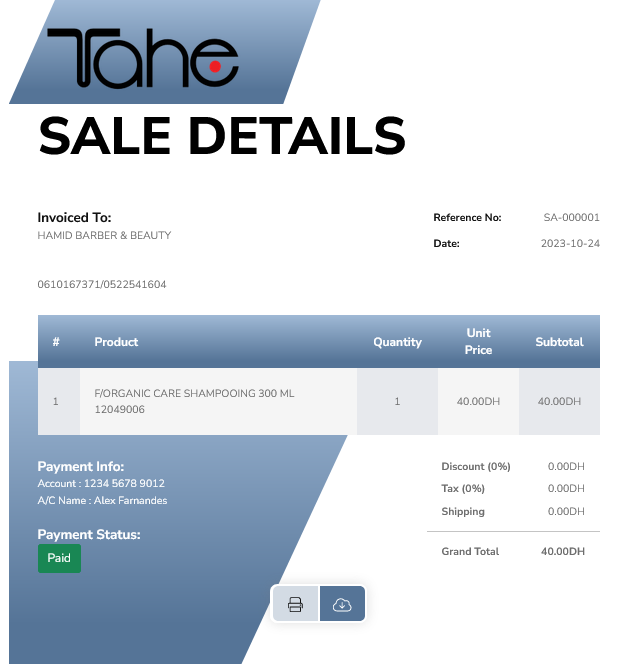 Tahe
SALE DETAILS
Invoiced To:
HAMID BARBER & BEAUTY
0610167371/0522541604
Reference No: SA-000001
Date: 2023-10-24
# Product Quantity Unit Price Subtotal
1 F/ORGANIC CARE SHAMPOOING 300 ML 1 40.00DH 40.00DH
12049006
Payment Info:
Account : 1234 5678 9012
A/C Name : Alex Farnandes
Payment Status:
Paid
Discount (0%) 0.00DH
Tax (0%) 0.00DH
Shipping 0.00DH
Grand Total 40.00DH